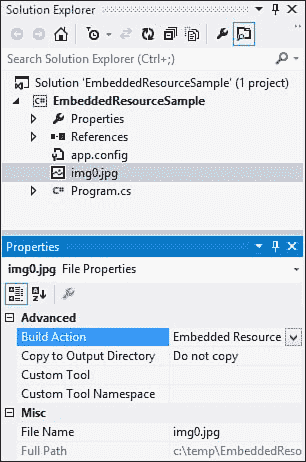 Solution Explorer
Search Solution Explorer (Ctrl+;)
Solution 'EmbeddedResourceSample' (1 project)
C# EmbeddedResourceSample
Properties
References
app.config
img0.jpg
C# Program.cs
Properties
img0.jpg File Properties
Advanced
Build Action Embedded Resource
Copy to Output Directory Do not copy
Custom Tool
Custom Tool Namespace
Misc
File Name img0.jpg
Full Path c:\temp\EmbeddedReso